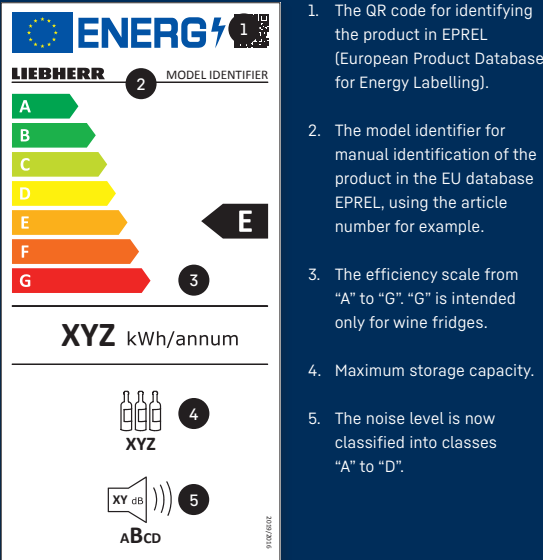 ENERG
1
LIEBHERR
2
MODEL IDENTIFIER
A
B
C
D
E
F
G
E
3
XYZ kWh/annum
4
XYZ
XY dB
5
ABCD
2019/2016
1. The QR code for identifying
the product in EPREL
(European Product Database
for Energy Labelling).
2. The model identifier for
manual identification of the
product in the EU database
EPREL, using the article
number for example.
3. The efficiency scale from
“A” to “G”. “G” is intended
only for wine fridges.
4. Maximum storage capacity.
5. The noise level is now
classified into classes
“A” to “D”.